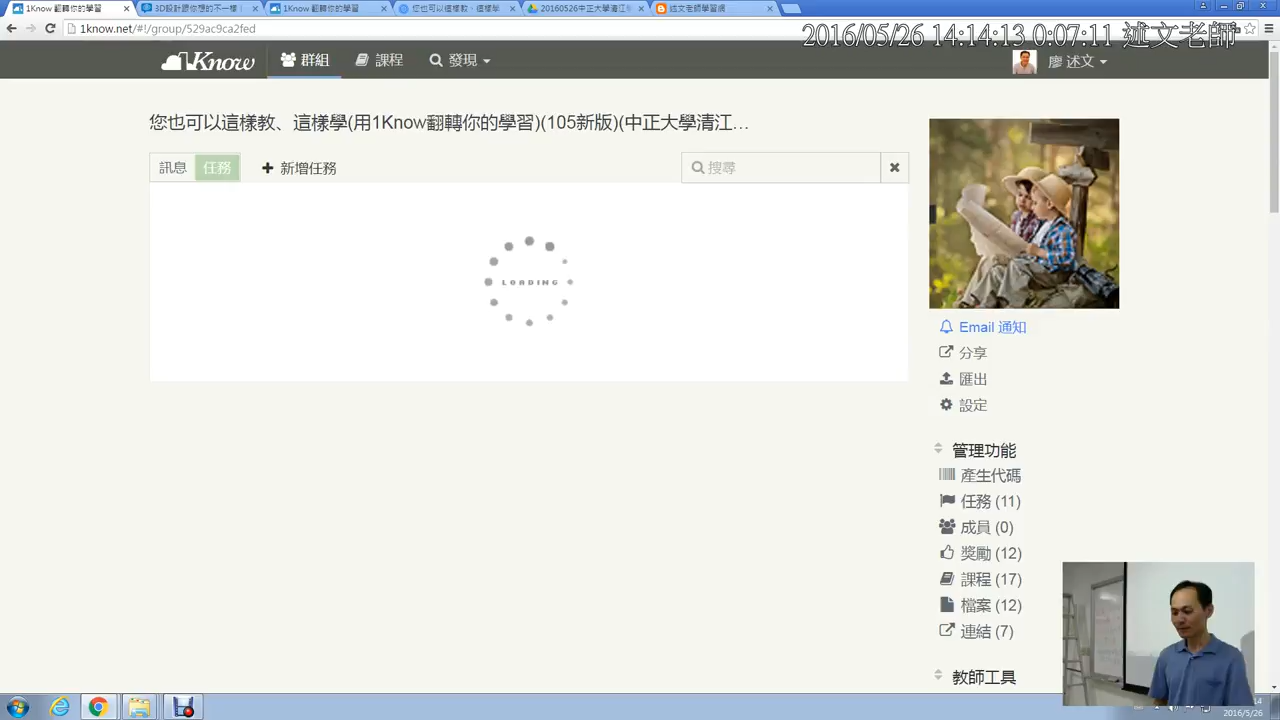 1Know 翻轉你的學習
3D設計跟你想的不一樣
1Know 翻轉你的學習
您也可以這樣教、這樣學
20160526中正大學清江
述文老師學習網
1know.net/#!/group/529ac9ca2fed
2016/05/26 14:14:13 0:07:11 述文老師
1Know
群組
課程
發現
廖 述文
您也可以這樣教、這樣學(用1Know翻轉你的學習)(105新版)(中正大學清江...
訊息
任務
新增任務
搜尋
LOADING
Email 通知
分享
匯出
設定
管理功能
產生代碼
任務 (11)
成員 (0)
獎勵 (12)
課程 (17)
檔案 (12)
連結 (7)
教師工具
2016/5/26